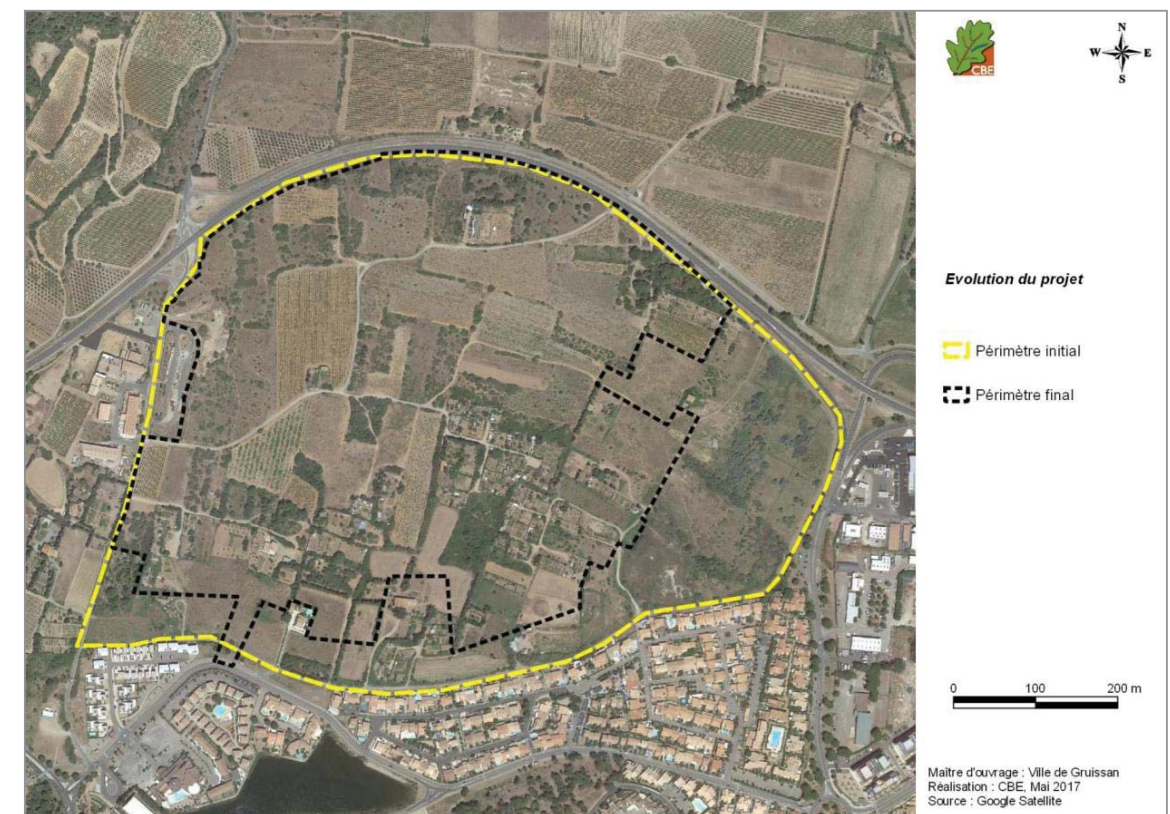 CBE
N
W E
S
Evolution du projet
Périmètre initial
Périmètre final
0 100 200 m
Maître d'ouvrage : Ville de Gruissan
Réalisation : CBE, Mai 2017
Source : Google Satellite